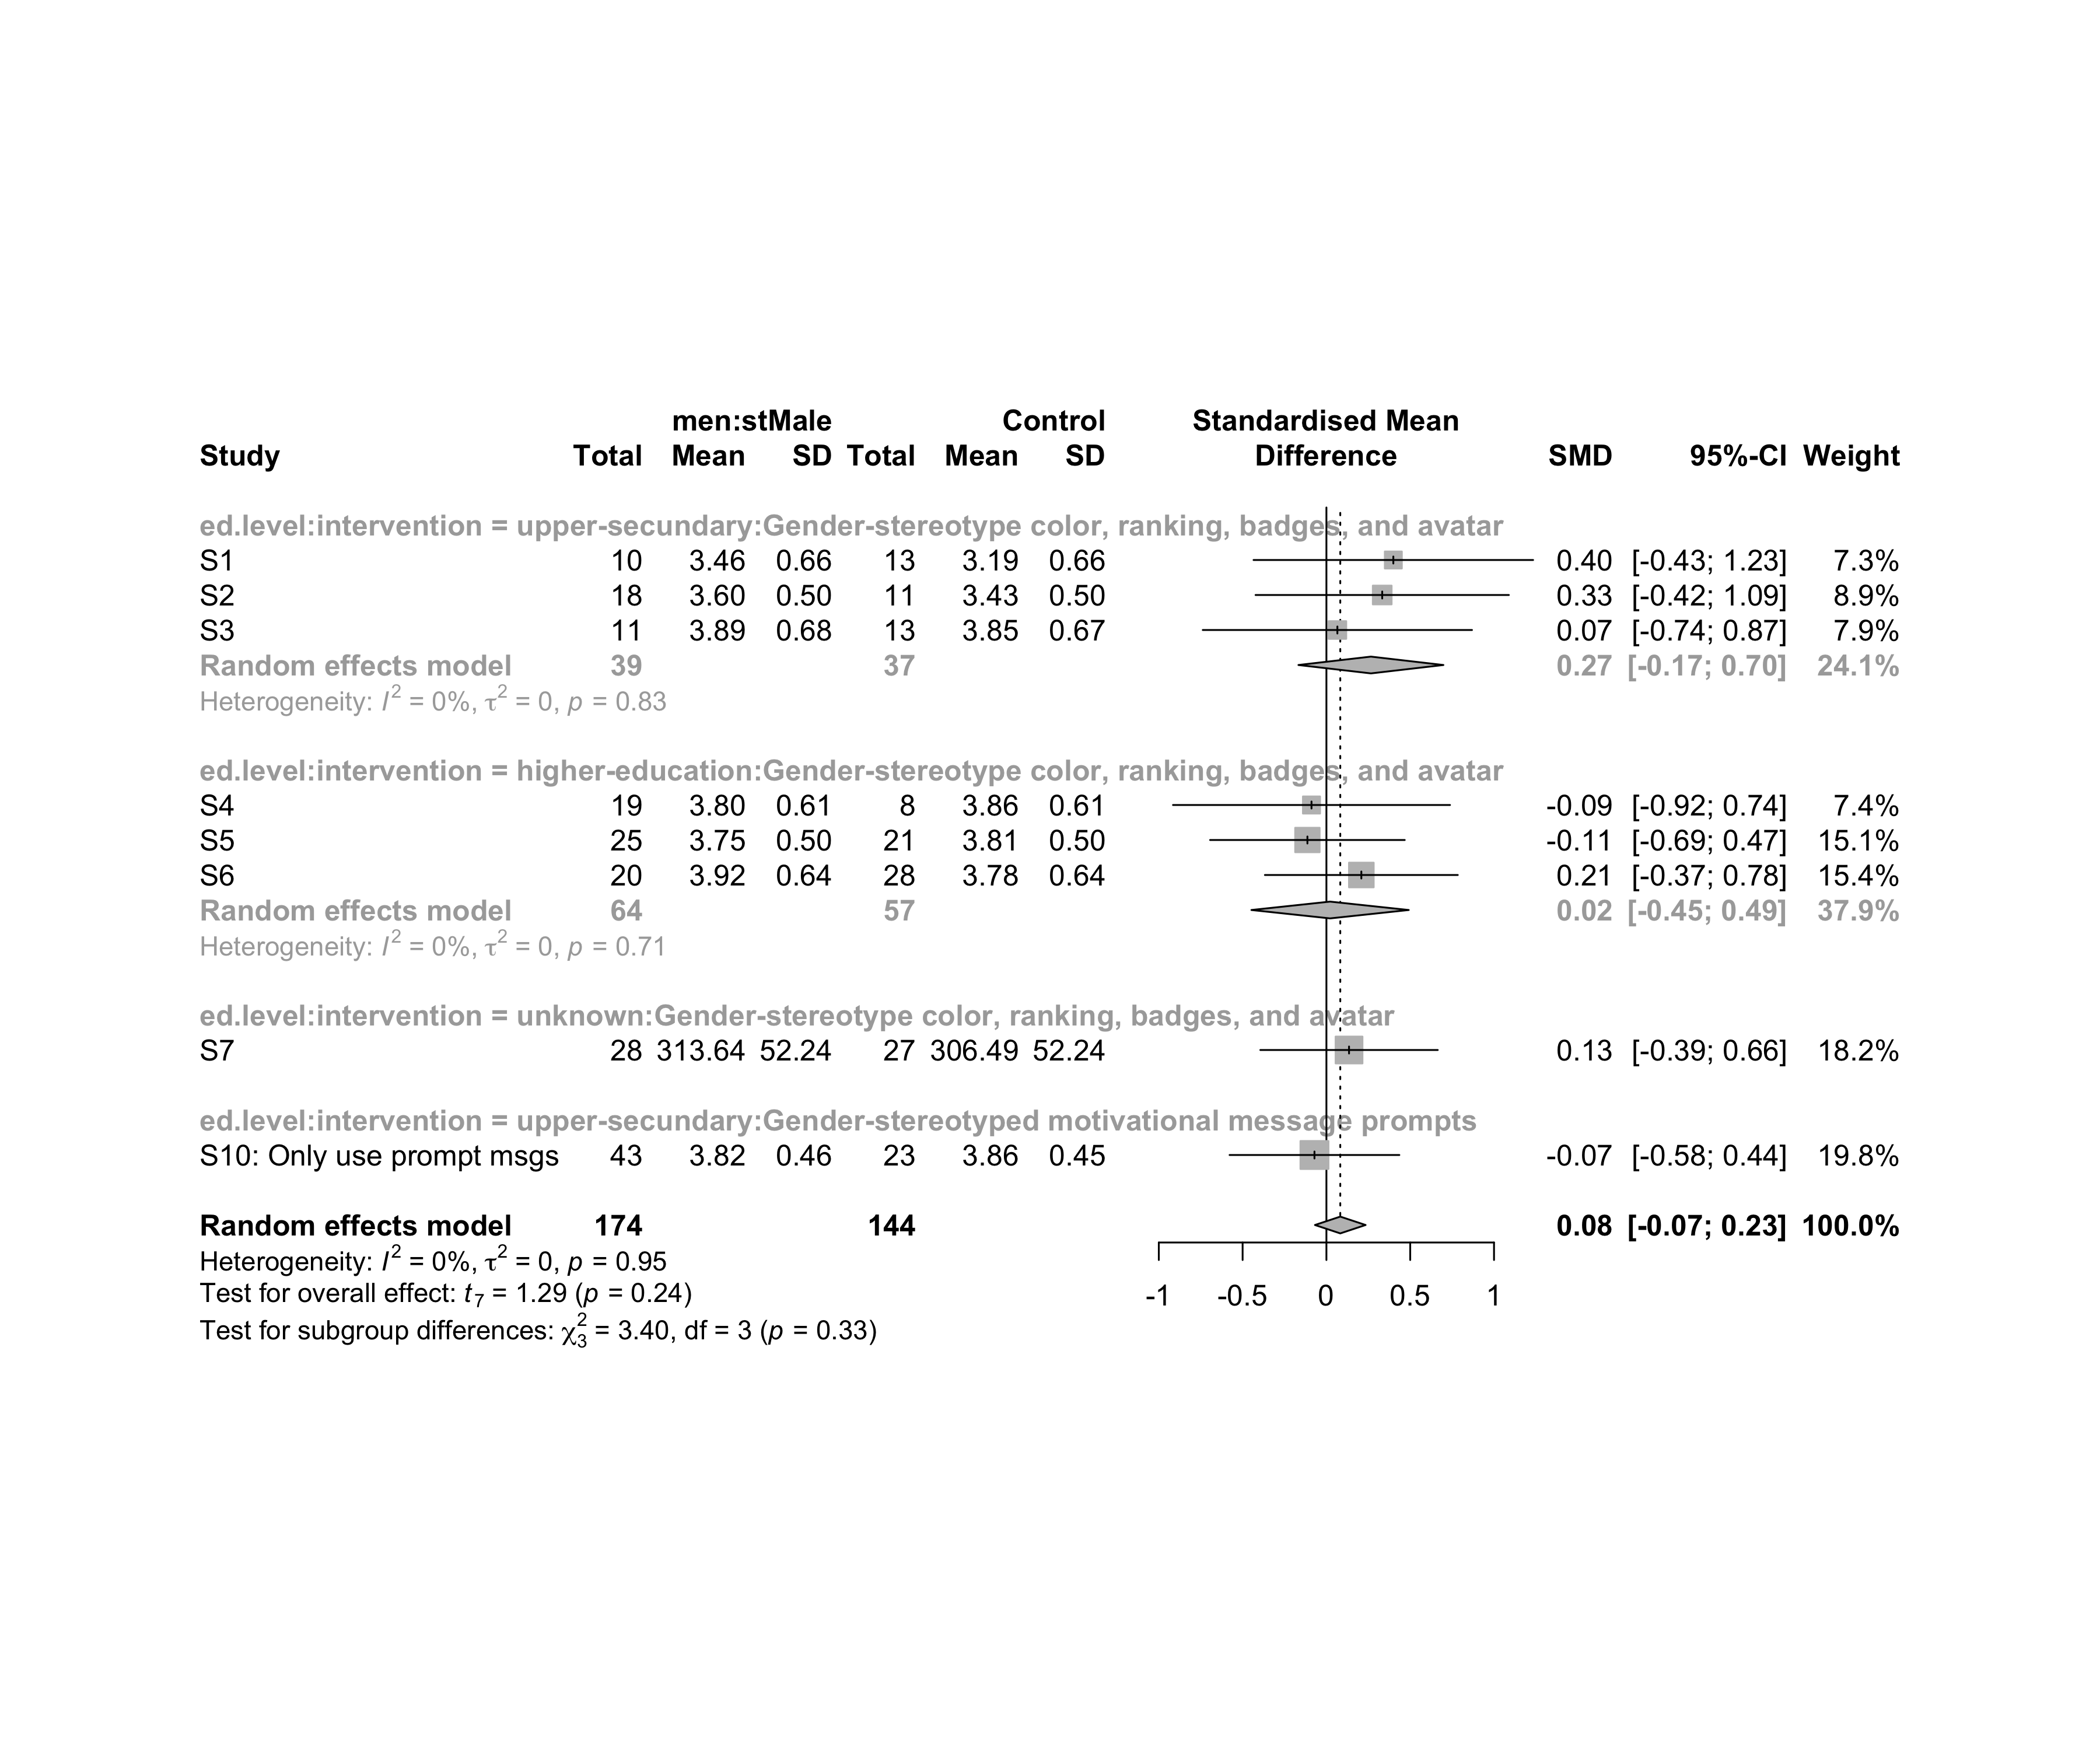 men:stMale Control Standardised Mean
Study Total Mean SD Total Mean SD Difference SMD 95%-CI Weight
ed.level:intervention = upper-secundary:Gender-stereotype color, ranking, badges, and avatar
S1 10 3.46 0.66 13 3.19 0.66 0.40 [-0.43; 1.23] 7.3%
S2 18 3.60 0.50 11 3.43 0.50 0.33 [-0.42; 1.09] 8.9%
S3 11 3.89 0.68 13 3.85 0.67 0.07 [-0.74; 0.87] 7.9%
Random effects model 39 37 0.27 [-0.17; 0.70] 24.1%
Heterogeneity: I² = 0%, τ² = 0, p = 0.83
ed.level:intervention = higher-education:Gender-stereotype color, ranking, badges, and avatar
S4 19 3.80 0.61 8 3.86 0.61 -0.09 [-0.92; 0.74] 7.4%
S5 25 3.75 0.50 21 3.81 0.50 -0.11 [-0.69; 0.47] 15.1%
S6 20 3.92 0.64 28 3.78 0.64 0.21 [-0.37; 0.78] 15.4%
Random effects model 64 57 0.02 [-0.45; 0.49] 37.9%
Heterogeneity: I² = 0%, τ² = 0, p = 0.71
ed.level:intervention = unknown:Gender-stereotype color, ranking, badges, and avatar
S7 28 313.64 52.24 27 306.49 52.24 0.13 [-0.39; 0.66] 18.2%
ed.level:intervention = upper-secundary:Gender-stereotyped motivational message prompts
S10: Only use prompt msgs 43 3.82 0.46 23 3.86 0.45 -0.07 [-0.58; 0.44] 19.8%
Random effects model 174 144 0.08 [-0.07; 0.23] 100.0%
Heterogeneity: I² = 0%, τ² = 0, p = 0.95
Test for overall effect: t₇ = 1.29 (p = 0.24)
-1 -0.5 0 0.5 1
Test for subgroup differences: χ²₃ = 3.40, df = 3 (p = 0.33)